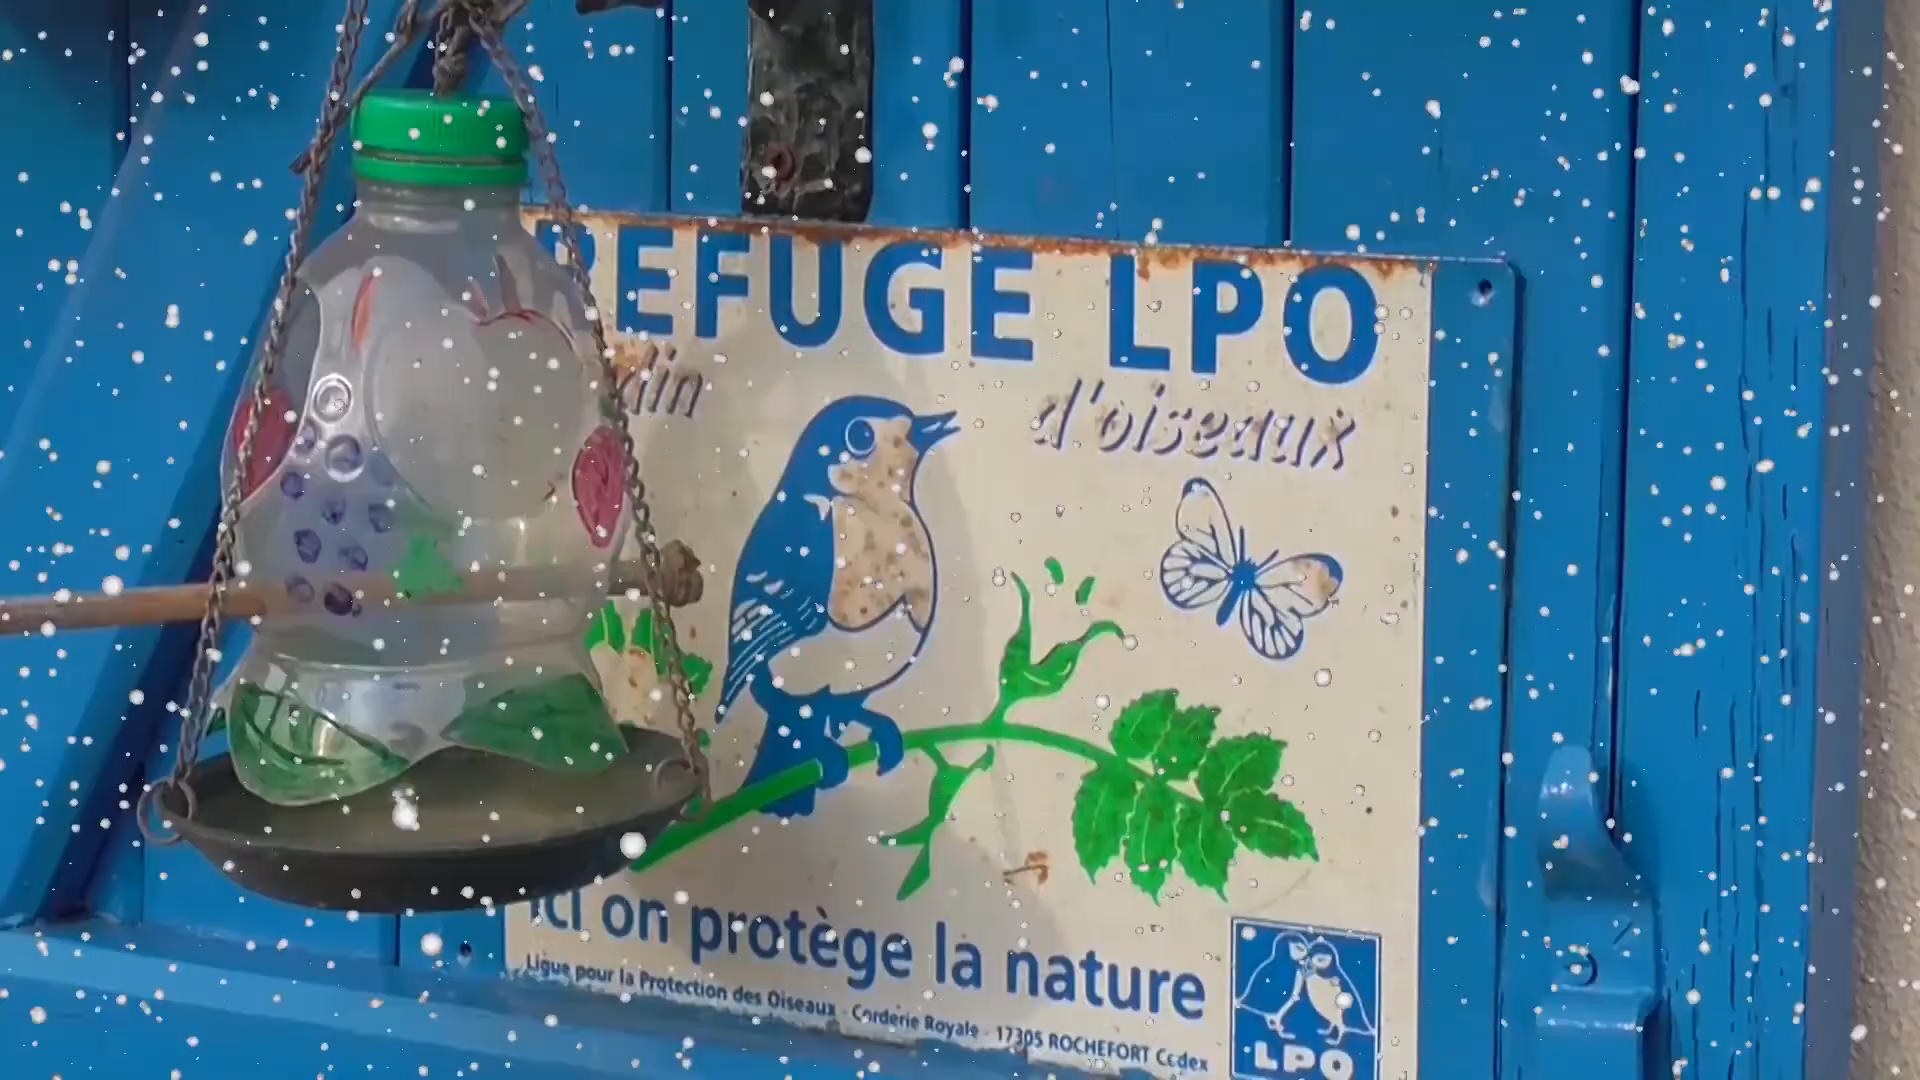 REFUGE LPO
d'oiseaux
ici on protège la nature
Ligue pour la Protection des Oiseaux - Corderie Royale - 17305 ROCHEFORT Cedex
LPO